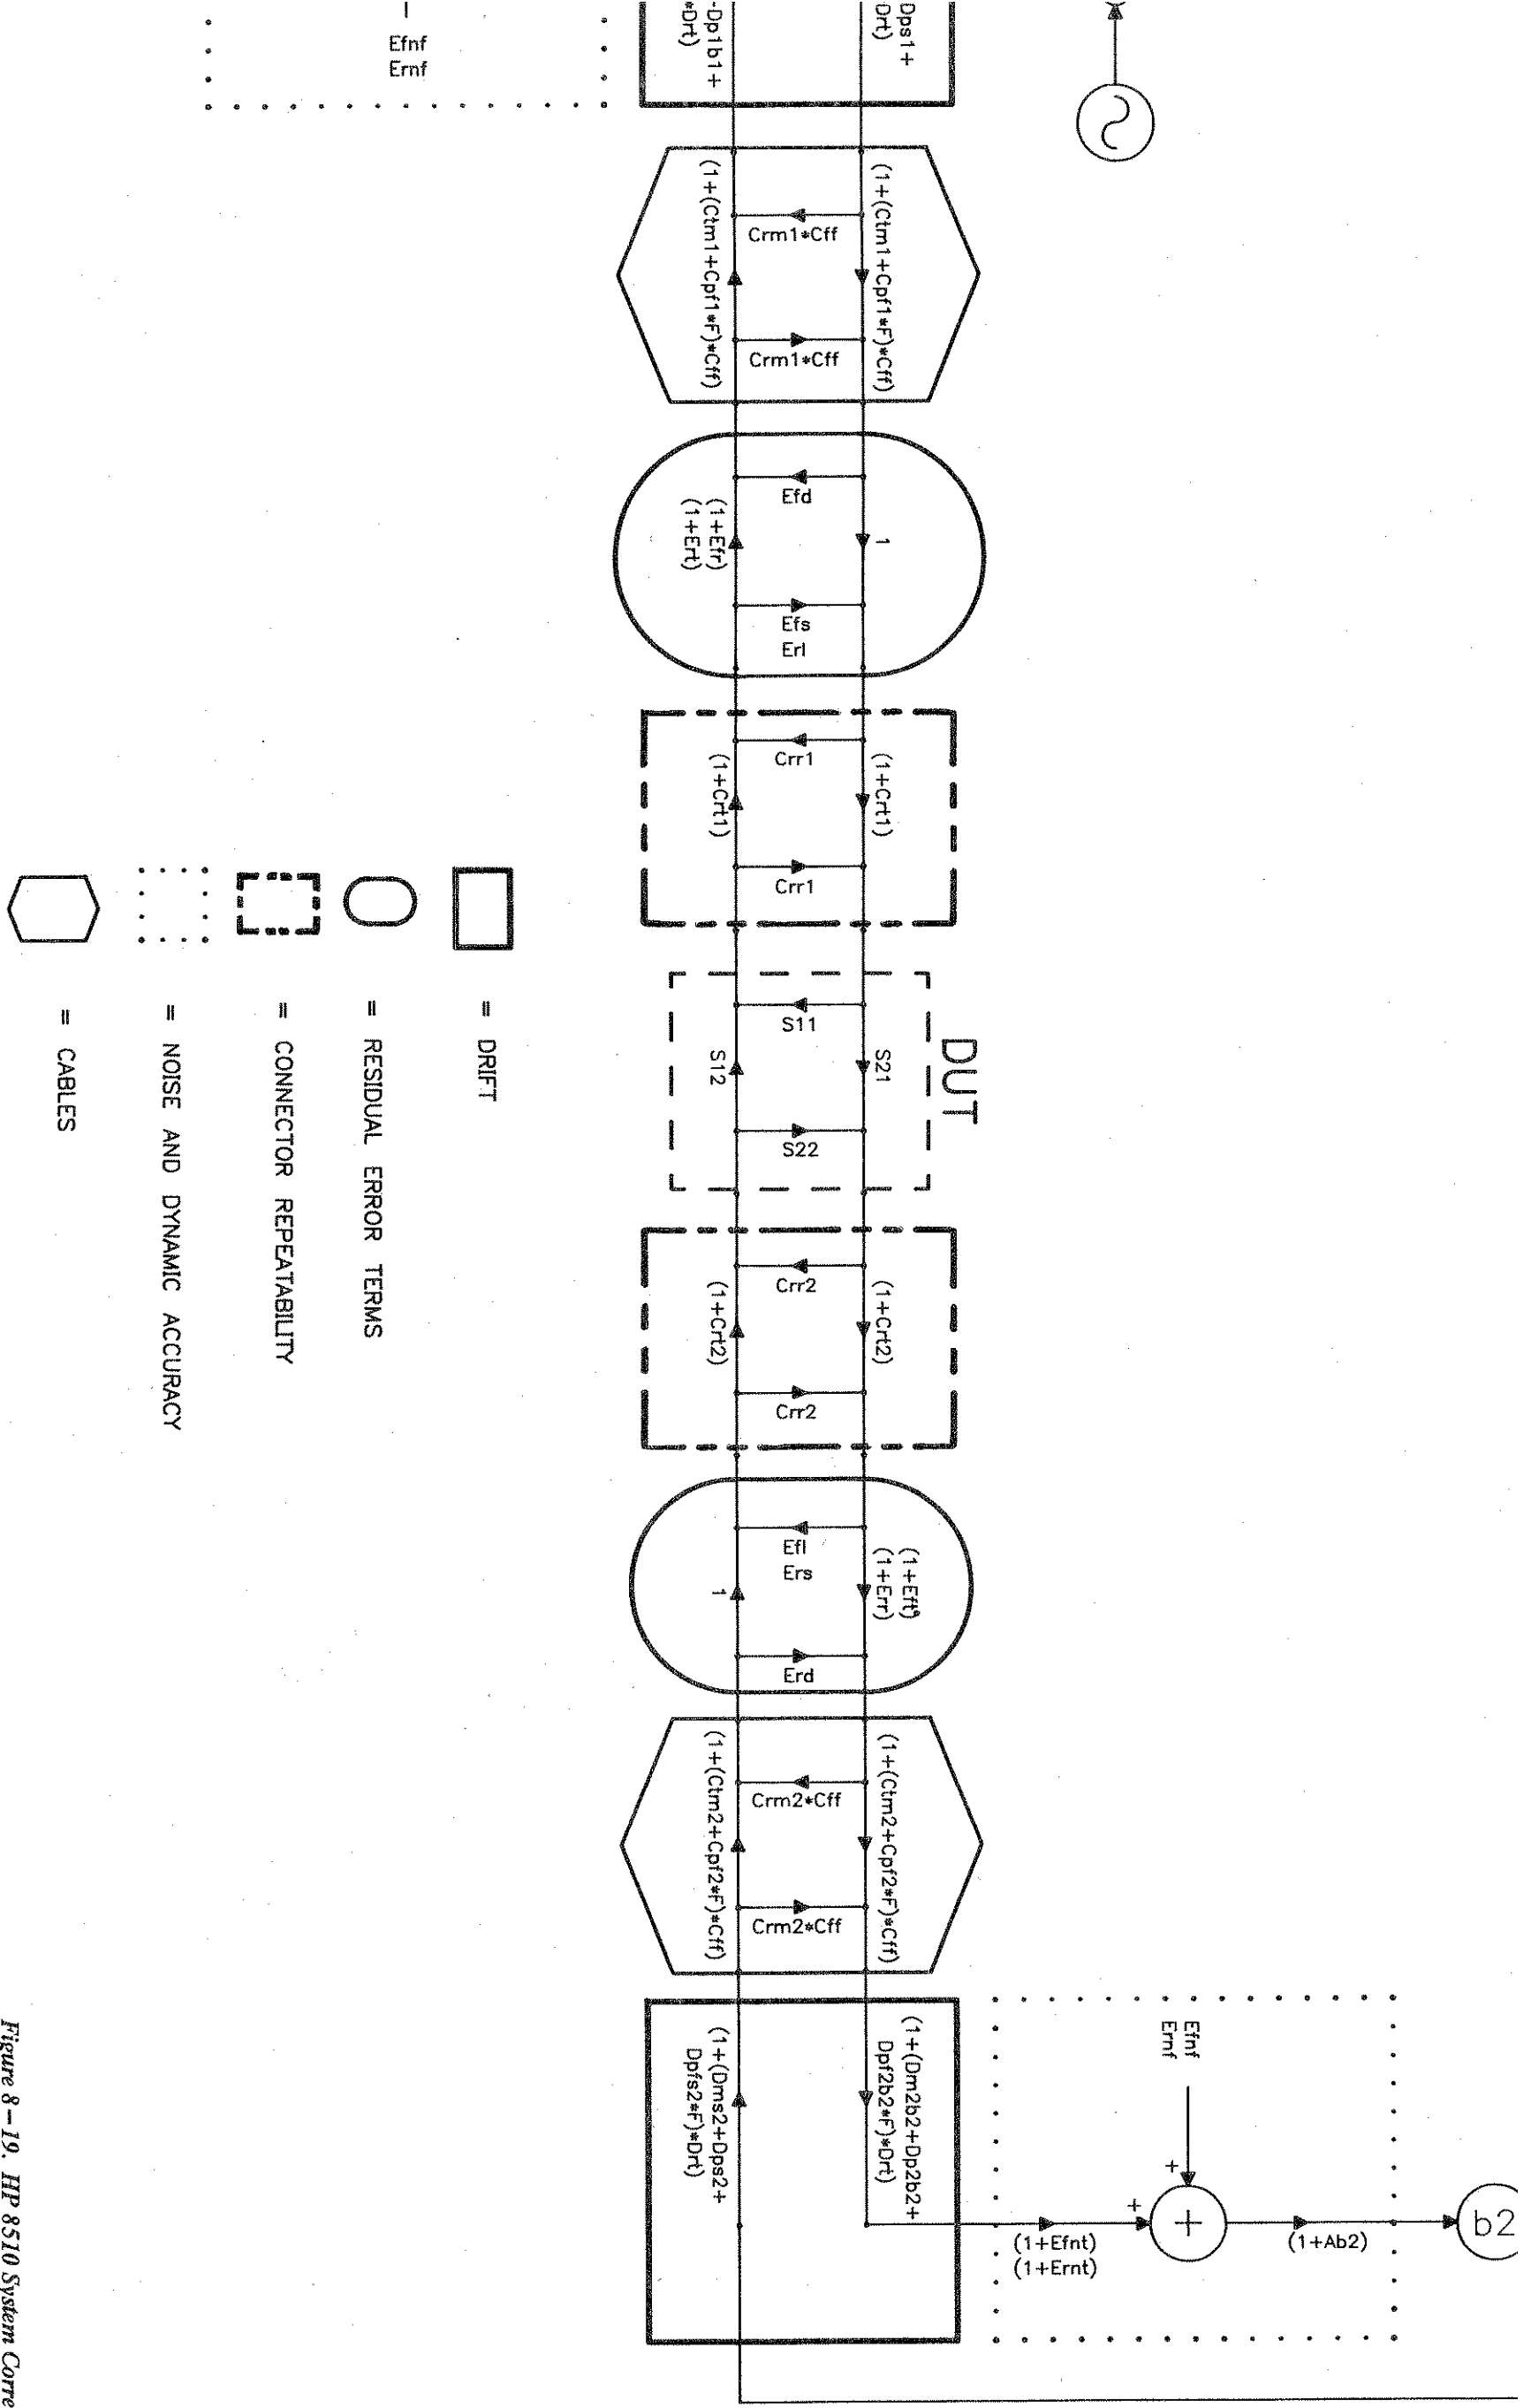 -
Efnf
Ernf
-Dp1b1+
*Drt)
Dps1+
Drt)
(1+(Ctm1+Cpf1*F)*Cff)
Crm1*Cff
Crm1*Cff
(1+(Ctm1+Cpf1*F)*Cff)
Efd
1
(1+Efr)
(1+Ert)
Efs
Erl
Crr1
(1+Crt1)
(1+Crt1)
Crr1
DUT
S11
S21
S12
S22
Crr2
(1+Crt2)
(1+Crt2)
Crr2
Efl
Ers
(1+Eft)
(1+Err)
1
Erd
(1+(Ctm2+Cpf2*F)*Cff)
Crm2*Cff
Crm2*Cff
(1+(Ctm2+Cpf2*F)*Cff)
(1+(Dm2b2+Dp2b2+
Dpf2b2*F)*Drt)
(1+(Dms2+Dps2+
Dpfs2*F)*Drt)
Efnf
Ernf
+
+
+
(1+Efnt)
(1+Ernt)
(1+Ab2)
b2
= DRIFT
= RESIDUAL ERROR TERMS
= CONNECTOR REPEATABILITY
= NOISE AND DYNAMIC ACCURACY
= CABLES
Figure 8-19. HP 8510 System Corre